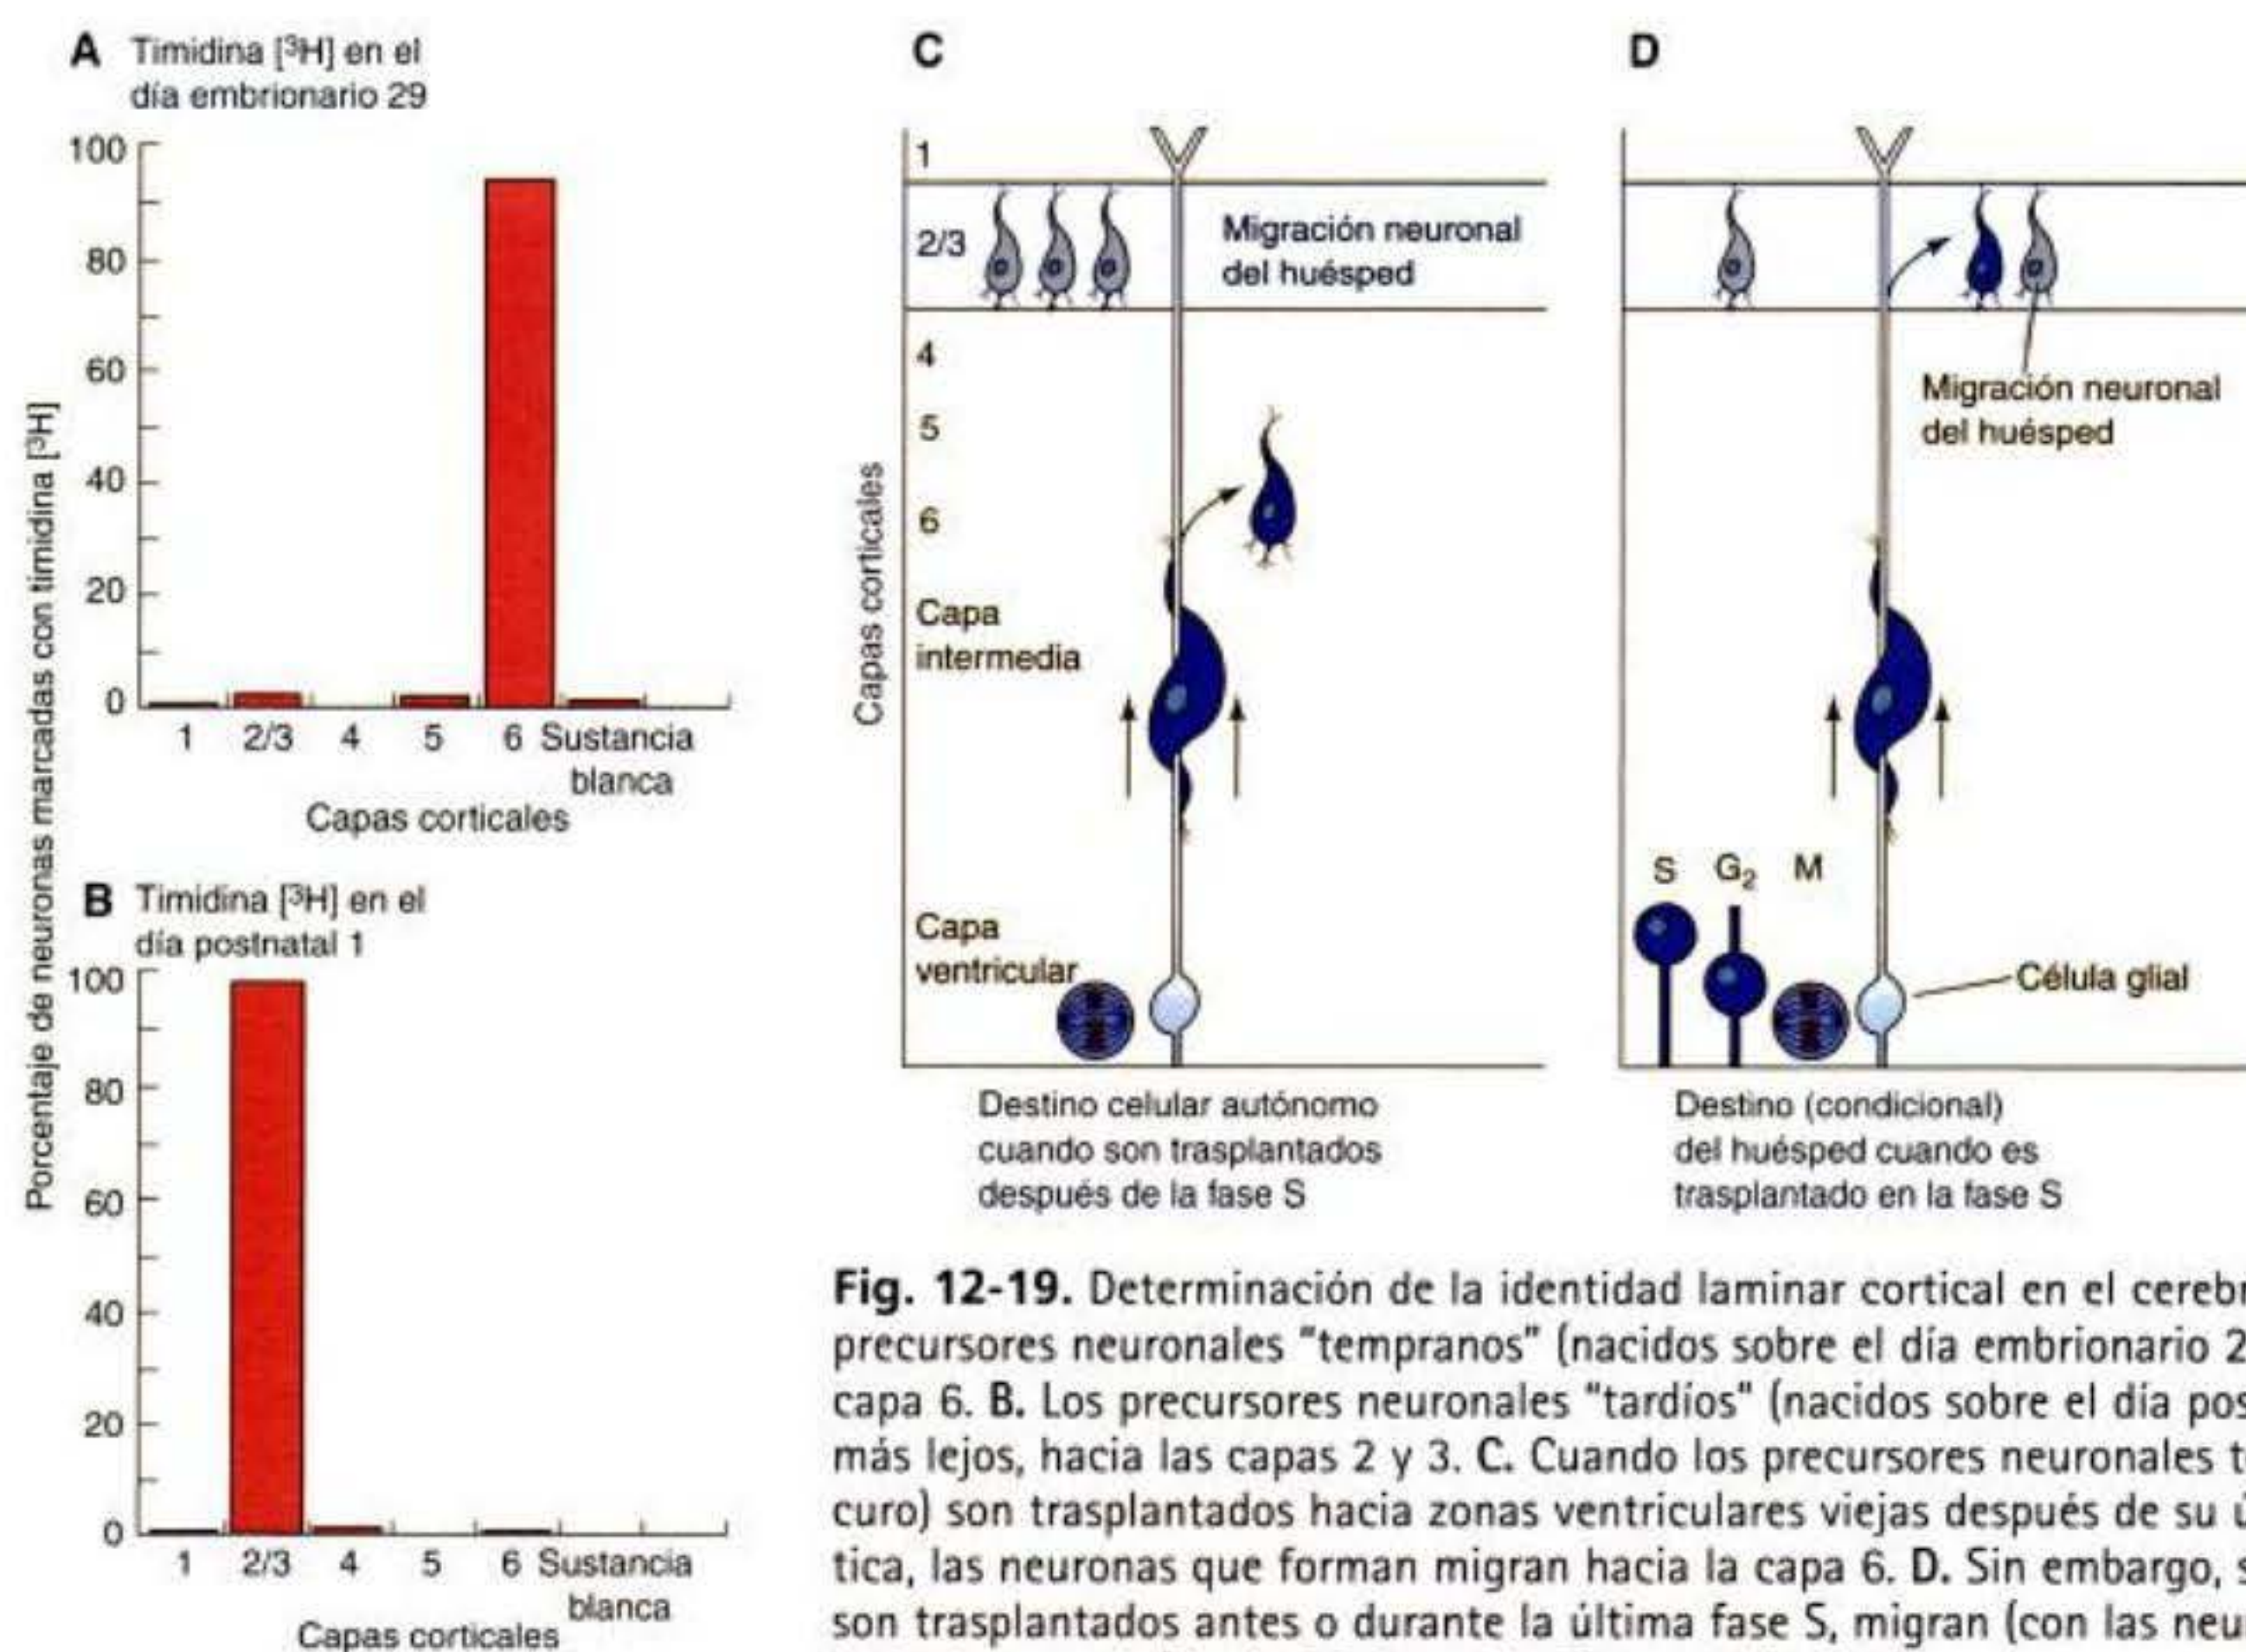 A Timidina [³H] en el
día embrionario 29
Porcentaje de neuronas marcadas con timidina [³H]
100
80
60
40
20
0
1 2/3 4 5 6 Sustancia
blanca
Capas corticales
B Timidina [³H] en el
día postnatal 1
100
80
60
40
20
0
1 2/3 4 5 6 Sustancia
blanca
Capas corticales
C
Capas corticales
1
2/3
Migración neuronal
del huésped
4
5
6
Capa
intermedia
Capa
ventricular
Destino celular autónomo
cuando son trasplantados
después de la fase S
D
Migración neuronal
del huésped
S G₂ M
Célula glial
Destino (condicional)
del huésped cuando es
trasplantado en la fase S
Fig. 12-19. Determinación de la identidad laminar cortical en el
precursores neuronales "tempranos" (nacidos sobre el día embrionario
capa 6. B. Los precursores neuronales "tardíos" (nacidos sobre el día
más lejos, hacia las capas 2 y 3. C. Cuando los precursores neuronales
curo) son trasplantados hacia zonas ventriculares viejas después de su
tica, las neuronas que forman migran hacia la capa 6. D. Sin embargo,
son trasplantados antes o durante la última fase S, migran (con las